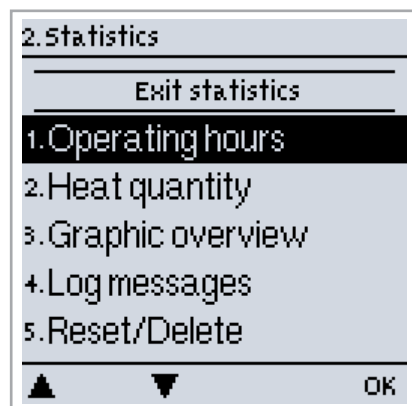 2.Statistics
Exit statistics
1.Operating hours
2.Heat quantity
3.Graphic overview
4.Log messages
5.Reset/Delete
▲ ▼ OK